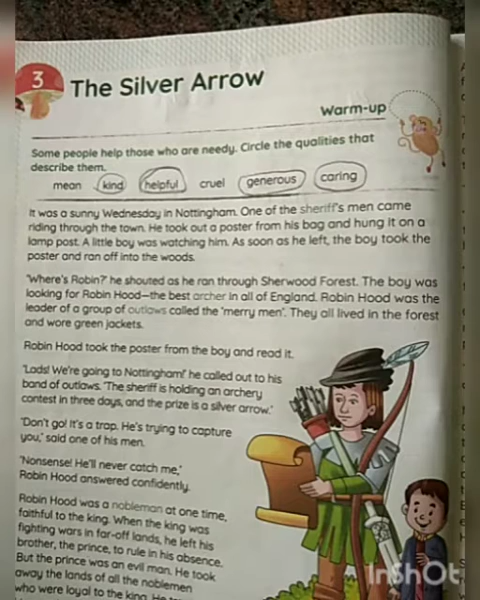 3
The Silver Arrow
Warm-up
Some people help those who are needy. Circle the qualities that
describe them.
mean kind helpful cruel generous caring
It was a sunny Wednesday in Nottingham. One of the sheriff's men came
riding through the town. He took out a poster from his bag and hung it on a
lamp post. A little boy was watching him. As soon as he left, the boy took the
poster and ran off into the woods.
'Where's Robin?' he shouted as he ran through Sherwood Forest. The boy was
looking for Robin Hood—the best archer in all of England. Robin Hood was the
leader of a group of outlaws called the 'merry men'. They all lived in the forest
and wore green jackets.
Robin Hood took the poster from the boy and read it.
'Lads! We're going to Nottingham!' he called out to his
band of outlaws. 'The sheriff is holding an archery
contest in three days, and the prize is a silver arrow.'
'Don't go! It's a trap. He's trying to capture
you,' said one of his men.
'Nonsense! He'll never catch me,'
Robin Hood answered confidently.
Robin Hood was a nobleman at one time,
faithful to the king. When the king was
fighting wars in far-off lands, he left his
brother, the prince, to rule in his absence.
But the prince was an evil man. He took
away the lands of all the noblemen
who were loyal to the king. He
InShOt